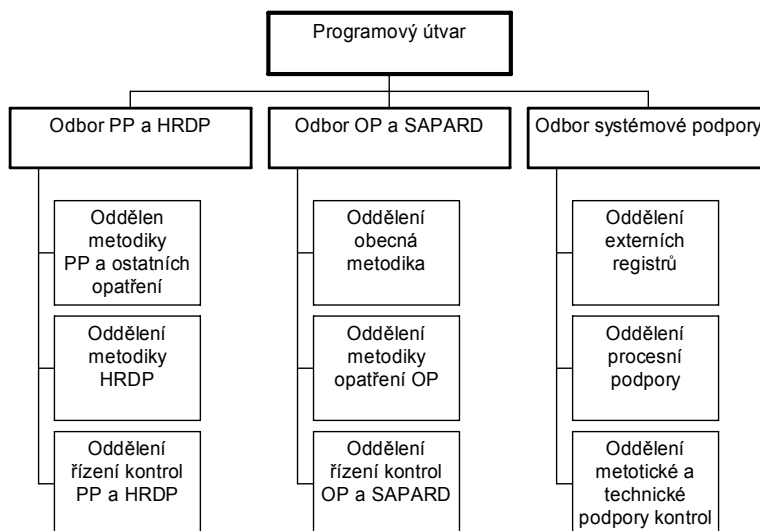 Programový útvar
Odbor PP a HRDP
Odbor OP a SAPARD
Odbor systémové podpory
Oddělen
metodiky
PP a ostatních
opatření
Oddělení
obecná
metodika
Oddělení
externích
registrů
Oddělení
metodiky
HRDP
Oddělení
metodiky
opatření OP
Oddělení
procesní
podpory
Oddělení
řízení kontrol
PP a HRDP
Oddělení
řízení kontrol
OP a SAPARD
Oddělení
metotické a
technické
podpory kontrol